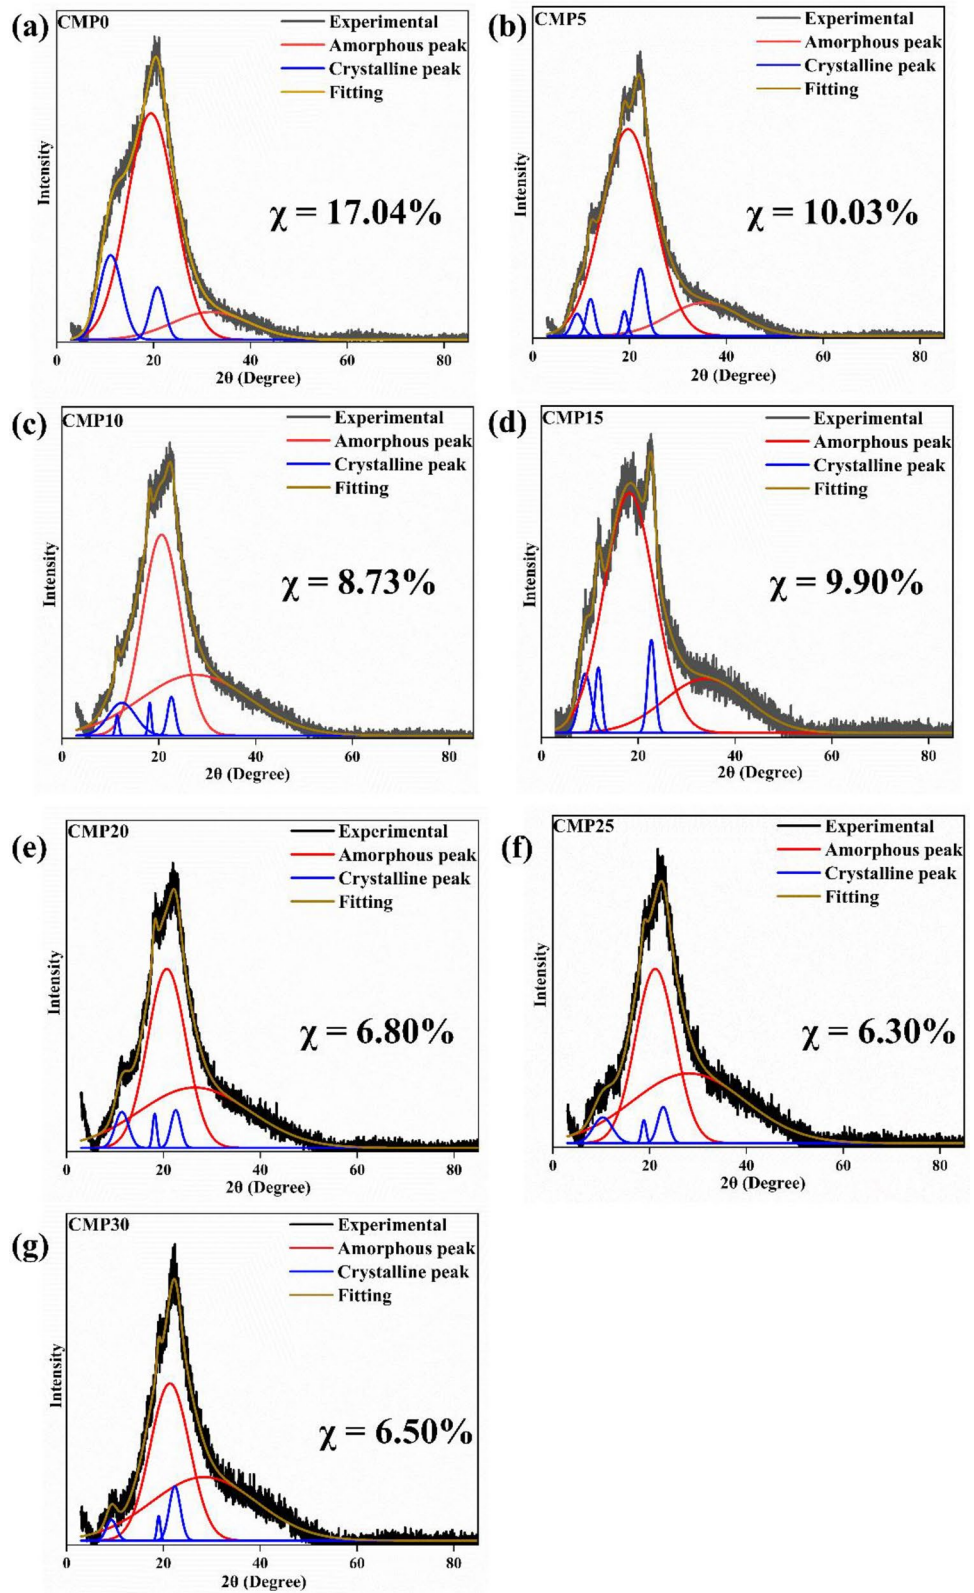 (a)
CMP0
Experimental
Amorphous peak
Crystalline peak
Fitting
Intensity
χ = 17.04%
0 20 40 60 80
2θ (Degree)
(b)
CMP5
Experimental
Amorphous peak
Crystalline peak
Fitting
Intensity
χ = 10.03%
0 20 40 60 80
2θ (Degree)
(c)
CMP10
Experimental
Amorphous peak
Crystalline peak
Fitting
Intensity
χ = 8.73%
0 20 40 60 80
2θ (Degree)
(d)
CMP15
Experimental
Amorphous peak
Crystalline peak
Fitting
Intensity
χ = 9.90%
0 20 40 60 80
2θ (Degree)
(e)
CMP20
Experimental
Amorphous peak
Crystalline peak
Fitting
Intensity
χ = 6.80%
0 20 40 60 80
2θ (Degree)
(f)
CMP25
Experimental
Amorphous peak
Crystalline peak
Fitting
Intensity
χ = 6.30%
0 20 40 60 80
2θ (Degree)
(g)
CMP30
Experimental
Amorphous peak
Crystalline peak
Fitting
Intensity
χ = 6.50%
0 20 40 60 80
2θ (Degree)